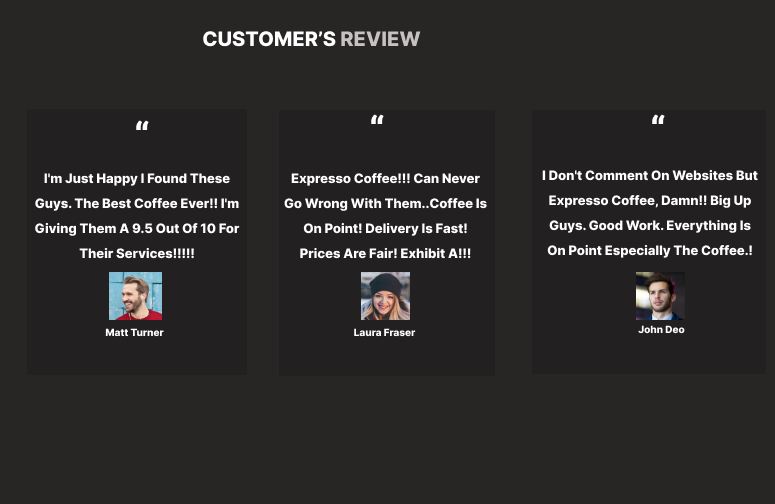 CUSTOMER’S REVIEW
“
I'm Just Happy I Found These
Guys. The Best Coffee Ever!! I'm
Giving Them A 9.5 Out Of 10 For
Their Services!!!!!
Matt Turner
“
Expresso Coffee!!! Can Never
Go Wrong With Them..Coffee Is
On Point! Delivery Is Fast!
Prices Are Fair! Exhibit A!!!
Laura Fraser
“
I Don't Comment On Websites But
Expresso Coffee, Damn!! Big Up
Guys. Good Work. Everything Is
On Point Especially The Coffee.!
John Deo